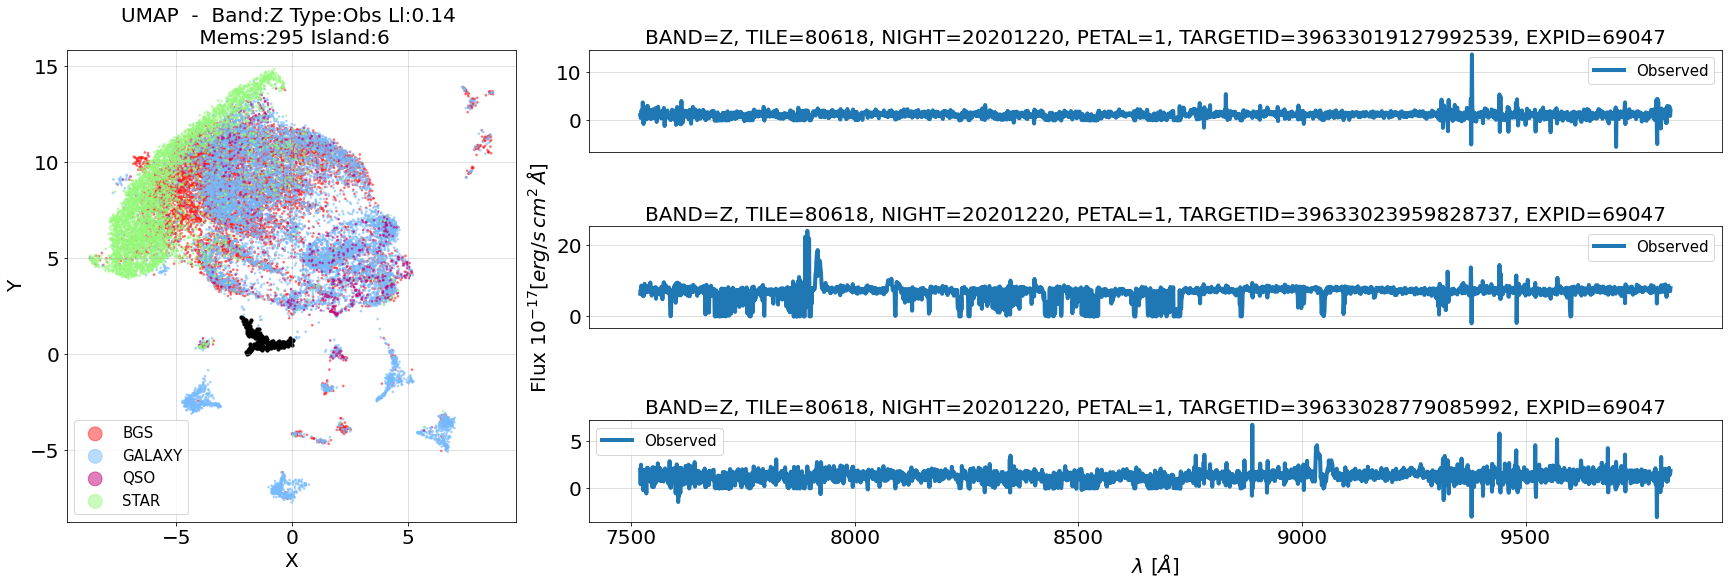 UMAP - Band:Z Type:Obs Ll:0.14
Mems:295 Island:6
15
10
5
0
−5
Y
−5 0 5
X
BGS
GALAXY
QSO
STAR
Flux 10⁻¹⁷[erg/s cm² Å]
BAND=Z, TILE=80618, NIGHT=20201220, PETAL=1, TARGETID=39633019127992539, EXPID=69047
10
0
Observed
BAND=Z, TILE=80618, NIGHT=20201220, PETAL=1, TARGETID=39633023959828737, EXPID=69047
20
0
Observed
BAND=Z, TILE=80618, NIGHT=20201220, PETAL=1, TARGETID=39633028779085992, EXPID=69047
5
0
Observed
7500 8000 8500 9000 9500
λ [Å]